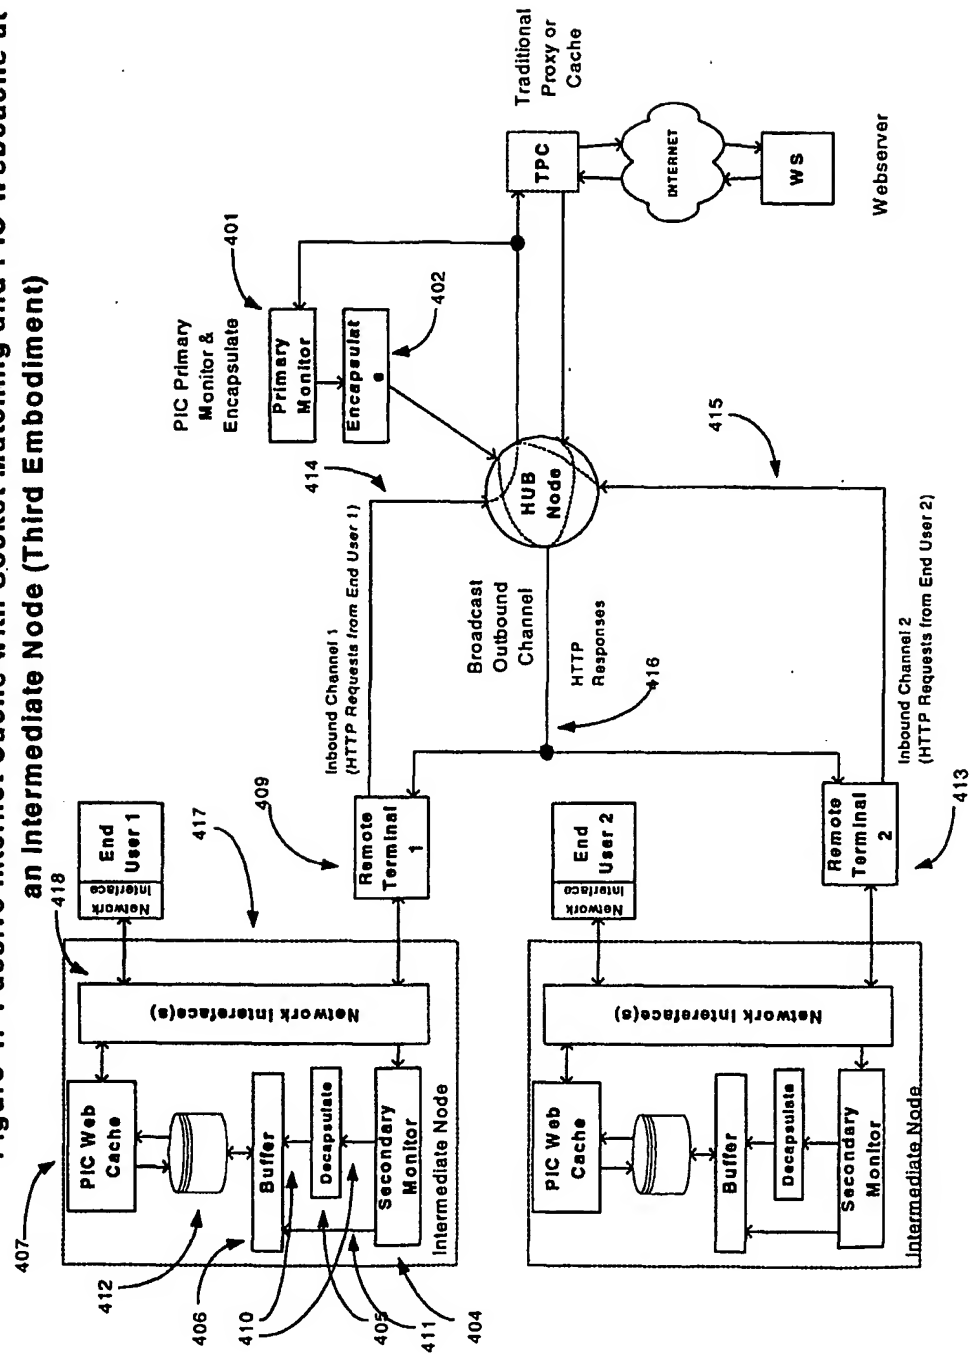 Figure 4: Passive Internet Cache with Socket Matching and PIC Webcache at
an Intermediate Node (Third Embodiment)
407
PIC Web
Cache
418
End
User 1
Network
Interface
417
412
406
Buffer
410
Decapsulate
405
411
404
Secondary
Monitor
Network Interface(s)
Intermediate Node
409
Remote
Terminal
1
Inbound Channel 1
(HTTP Requests from End User 1)
414
PIC Primary
Monitor &
Encapsulate
401
Primary
Monitor
Encapsulat
e
402
HUB
Node
Broadcast
Outbound
Channel
HTTP
Responses
416
TPC
Traditional
Proxy or
Cache
INTERNET
WS
Webserver
415
Inbound Channel 2
(HTTP Requests from End User 2)
Remote
Terminal
2
413
End
User 2
Network
Interface
PIC Web
Cache
Buffer
Decapsulate
Secondary
Monitor
Network Interface(s)
Intermediate Node